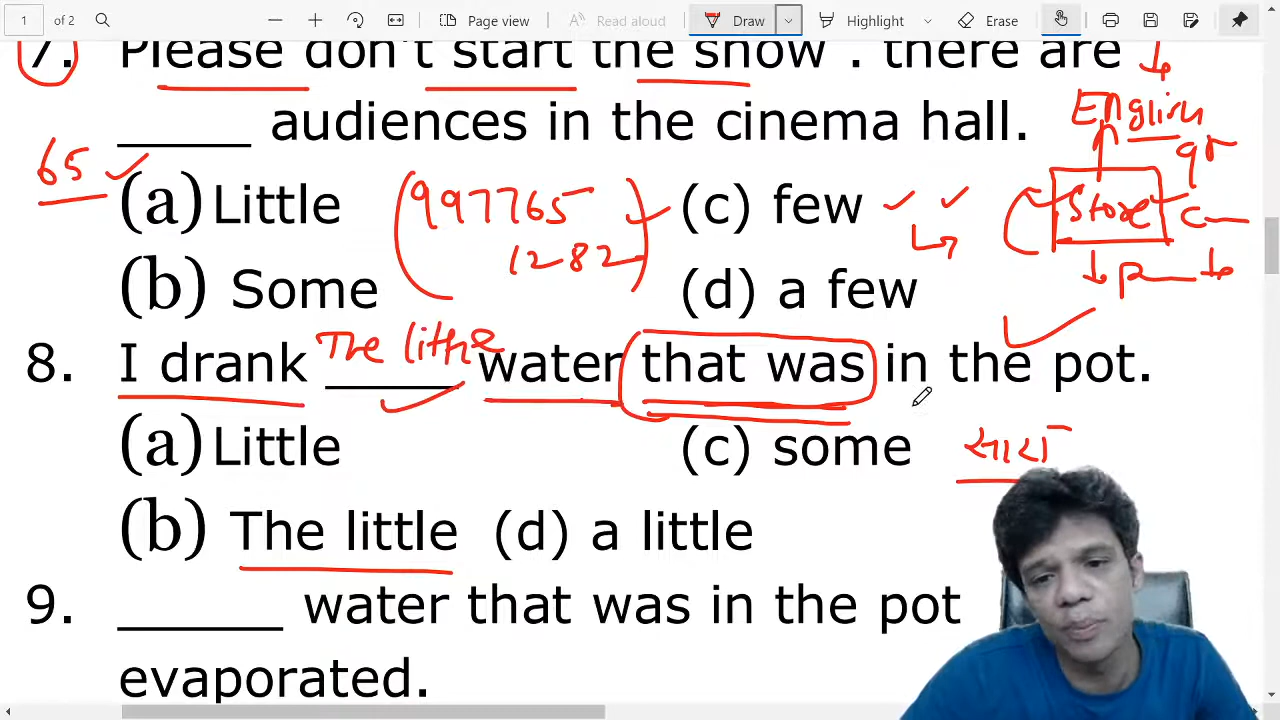 1 of 2 Page view Read aloud Draw Highlight Erase
7. Please don't start the show . there are
English
_____ audiences in the cinema hall.
65
(a) Little 997765 (c) few
Store
1282
(b) Some (d) a few
The little
8. I drank _____ water that was in the pot.
(a) Little (c) some
(b) The little (d) a little
9. ______ water that was in the pot
evaporated.